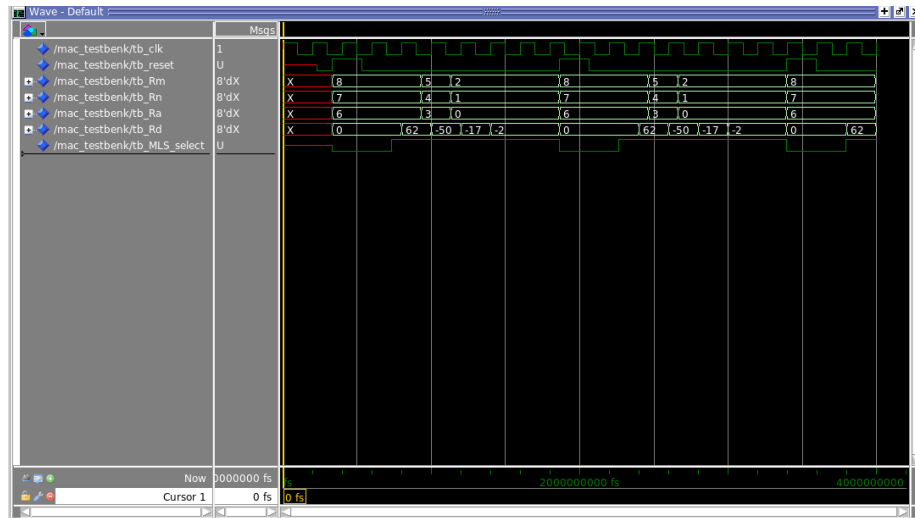 Wave - Default
Msgs
/mac_testbenk/tb_clk 1
/mac_testbenk/tb_reset U
/mac_testbenk/tb_Rm 8'dX X 8 5 2 8 5 2 8
/mac_testbenk/tb_Rn 8'dX X 7 4 1 7 4 1 7
/mac_testbenk/tb_Ra 8'dX X 6 3 0 6 3 0 6
/mac_testbenk/tb_Rd 8'dX X 0 62 -50 -17 -2 0 62 -50 -17 -2 0 62
/mac_testbenk/tb_MLS_select U
Now 0000000 fs fs 2000000000 fs 4000000000
Cursor 1 0 fs 0 fs